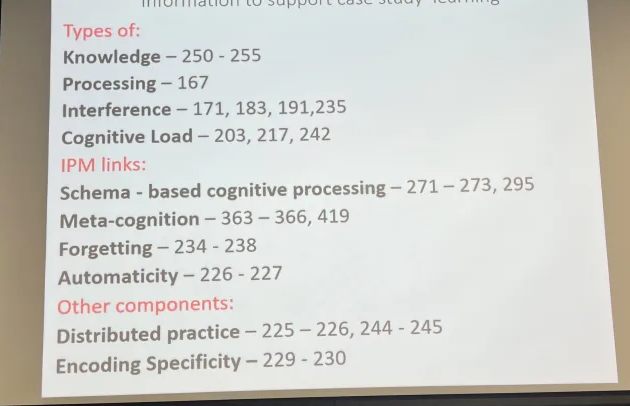 information to support case study learning
Types of:
Knowledge – 250 - 255
Processing – 167
Interference – 171, 183, 191,235
Cognitive Load – 203, 217, 242
IPM links:
Schema - based cognitive processing – 271 – 273, 295
Meta-cognition – 363 – 366, 419
Forgetting – 234 - 238
Automaticity – 226 - 227
Other components:
Distributed practice – 225 – 226, 244 - 245
Encoding Specificity – 229 - 230